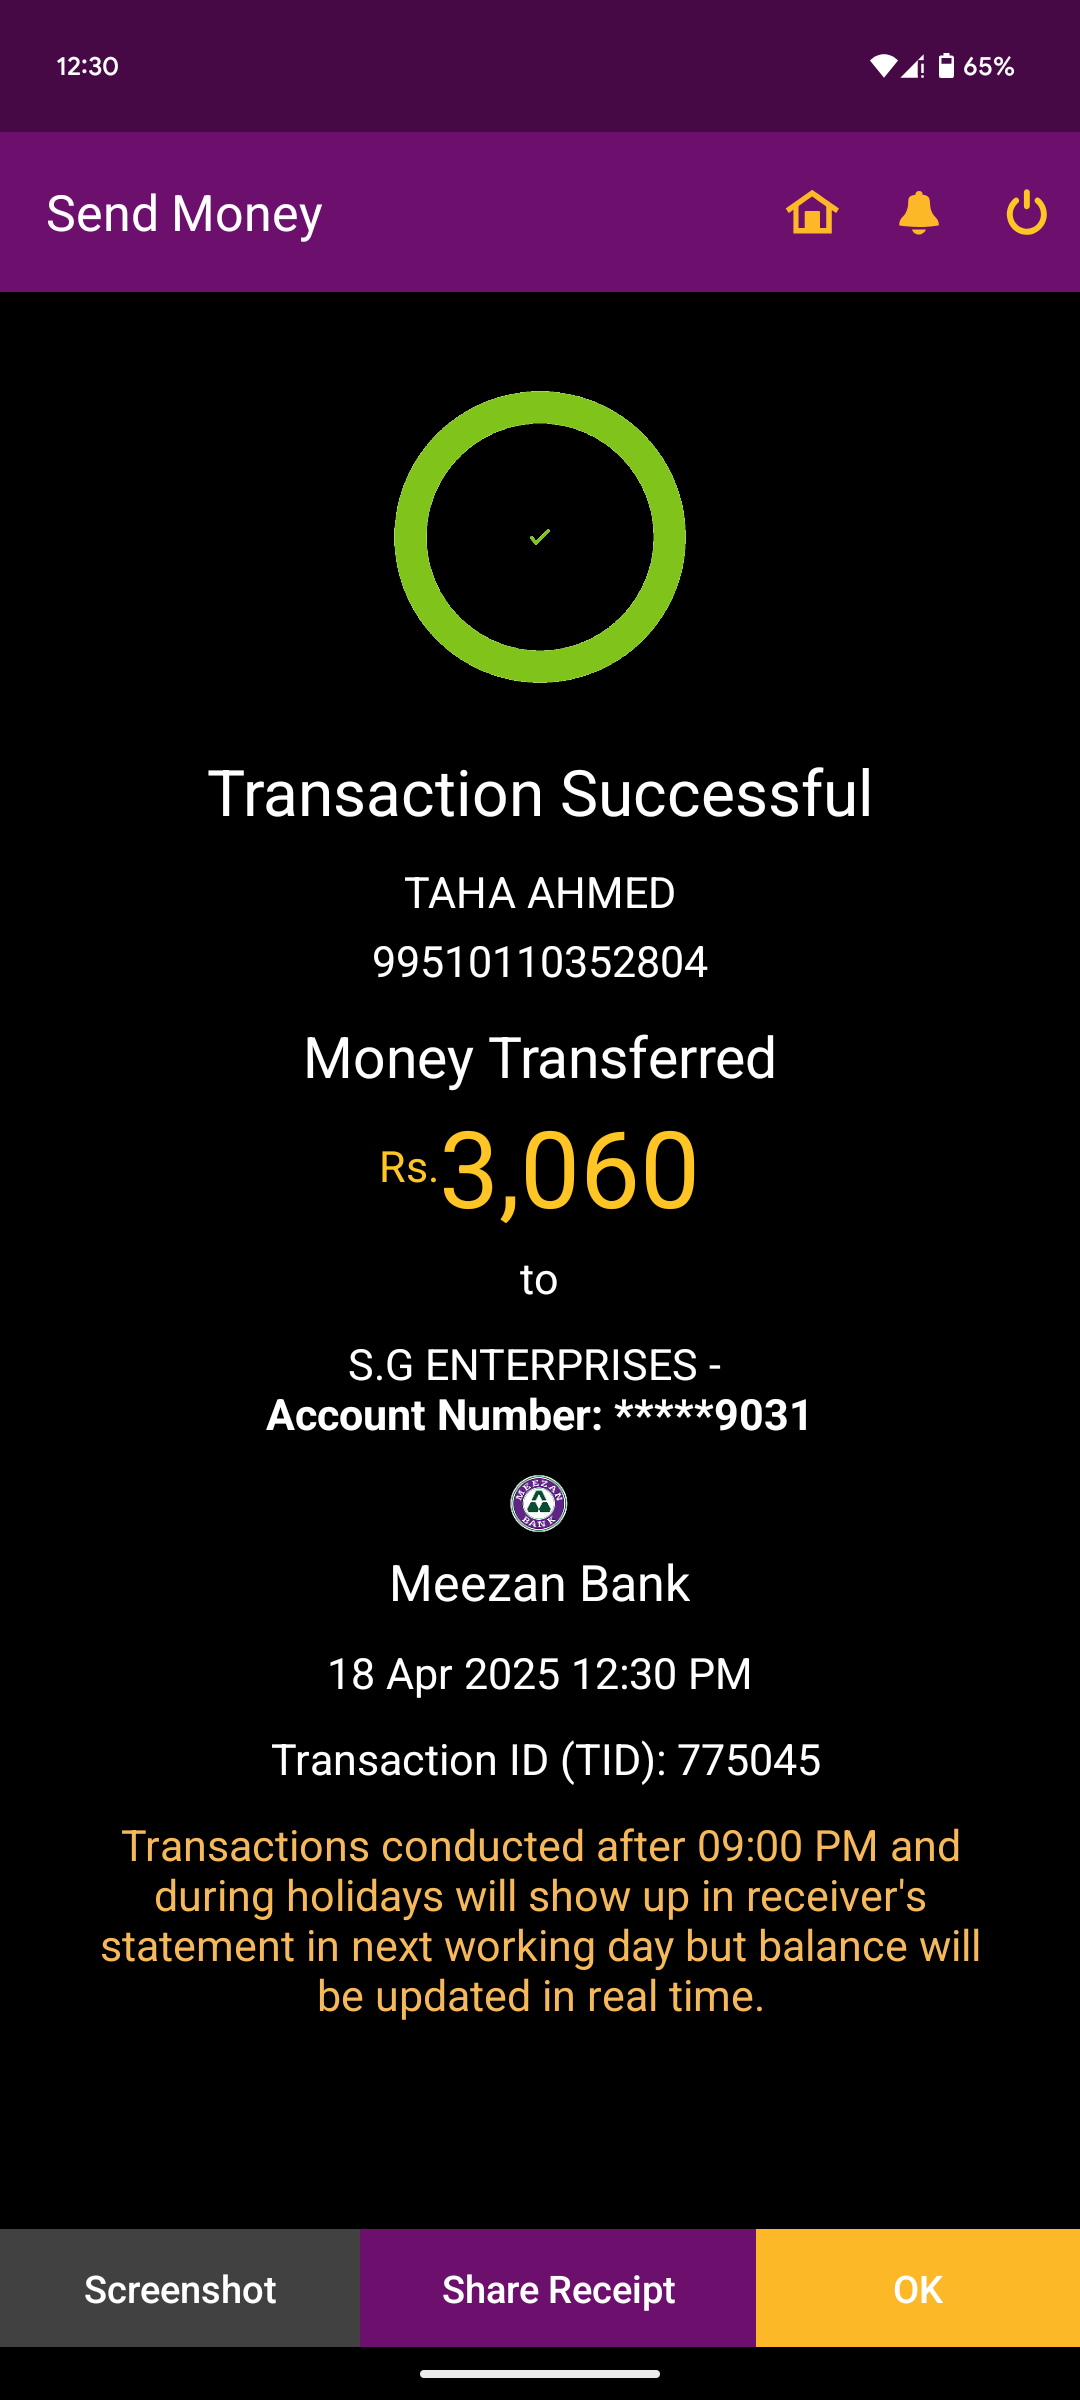 12:30
65%
Send Money
Transaction Successful
TAHA AHMED
99510110352804
Money Transferred
Rs.3,060
to
S.G ENTERPRISES -
Account Number: *****9031
MEEZAN
BANK
Meezan Bank
18 Apr 2025 12:30 PM
Transaction ID (TID): 775045
Transactions conducted after 09:00 PM and
during holidays will show up in receiver's
statement in next working day but balance will
be updated in real time.
Screenshot
Share Receipt
OK